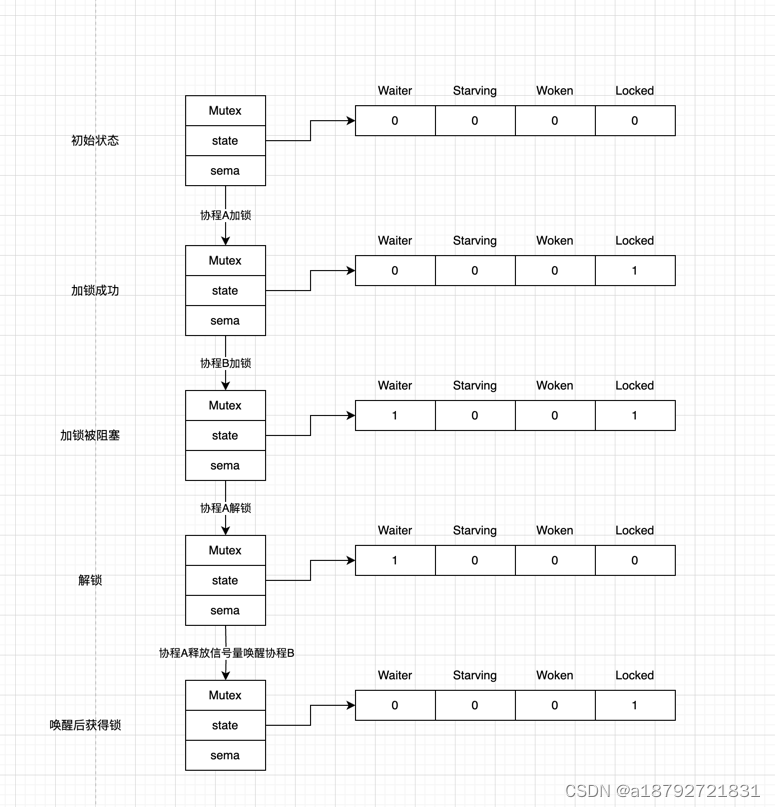 Waiter Starving Woken Locked
Mutex
初始状态 state 0 0 0 0
sema
协程A加锁
Waiter Starving Woken Locked
Mutex
加锁成功 state 0 0 0 1
sema
协程B加锁
Waiter Starving Woken Locked
Mutex
加锁被阻塞 state 1 0 0 1
sema
协程A解锁
Waiter Starving Woken Locked
Mutex
解锁 state 1 0 0 0
sema
协程A释放信号量唤醒协程B
Waiter Starving Woken Locked
Mutex
唤醒后获得锁 state 0 0 0 1
sema
CSDN @a18792721831